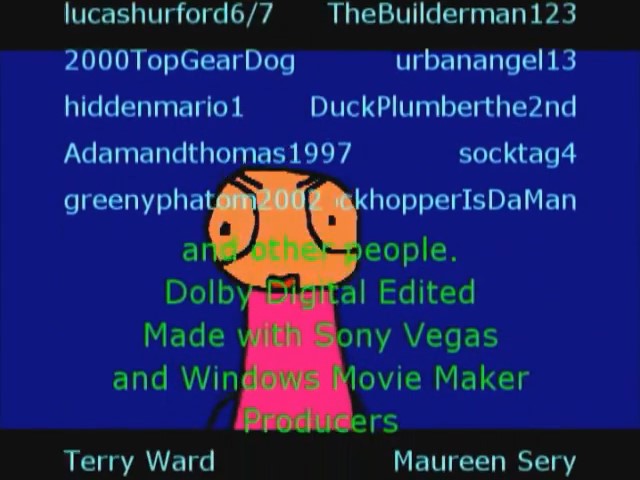 lucashurford6/7 TheBuilderman123
2000TopGearDog urbanangel13
hiddenmario1 DuckPlumberthe2nd
Adamandthomas1997 socktag4
greenyphatom2002 ckhopperIsDaMan
and other people.
Dolby Digital Edited
Made with Sony Vegas
and Windows Movie Maker
Producers
Terry Ward Maureen Sery